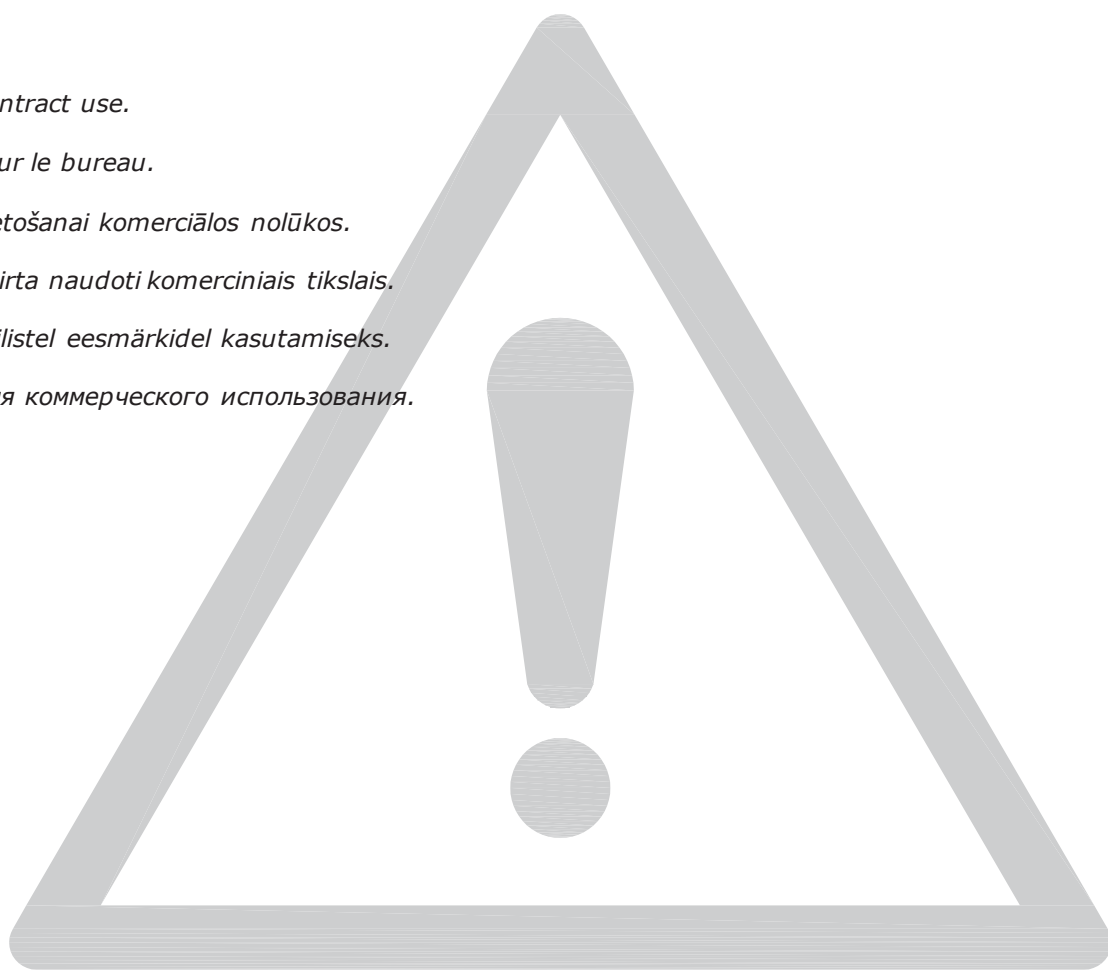 ntract use.
ur le bureau.
etošanai komerciālos nolūkos.
irta naudoti komerciniais tikslais.
listel eesmärkidel kasutamiseks.
я коммерческого использования.